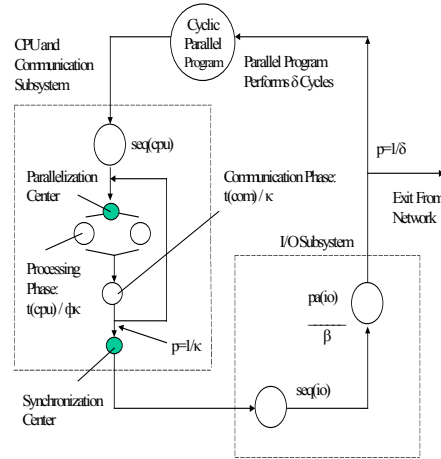 CPU and
Communication
Subsystem
Cyclic
Parallel
Program
Parallel Program
Performs δ Cycles
seq(cpu)
p=1/δ
Parallelization
Center
Communication Phase:
t(com) / κ
Exit From
Network
I/O Subsystem
Processing
Phase:
t(cpu) / ϕκ
pa(io)
β
p=1/κ
seq(io)
Synchronization
Center